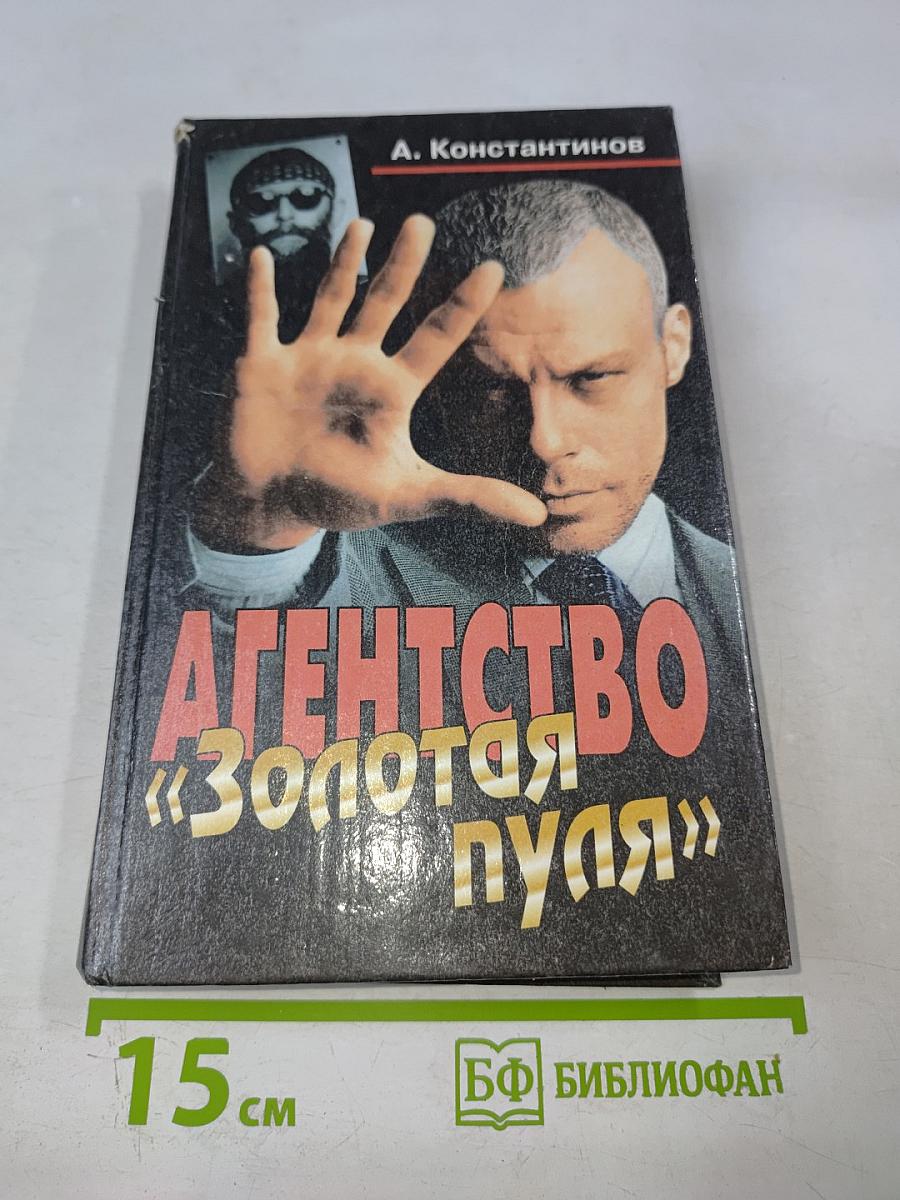 А. Константинов
АГЕНТСТВО
«Золотая
пуля»
15 см
БФ БИБЛИОФАН